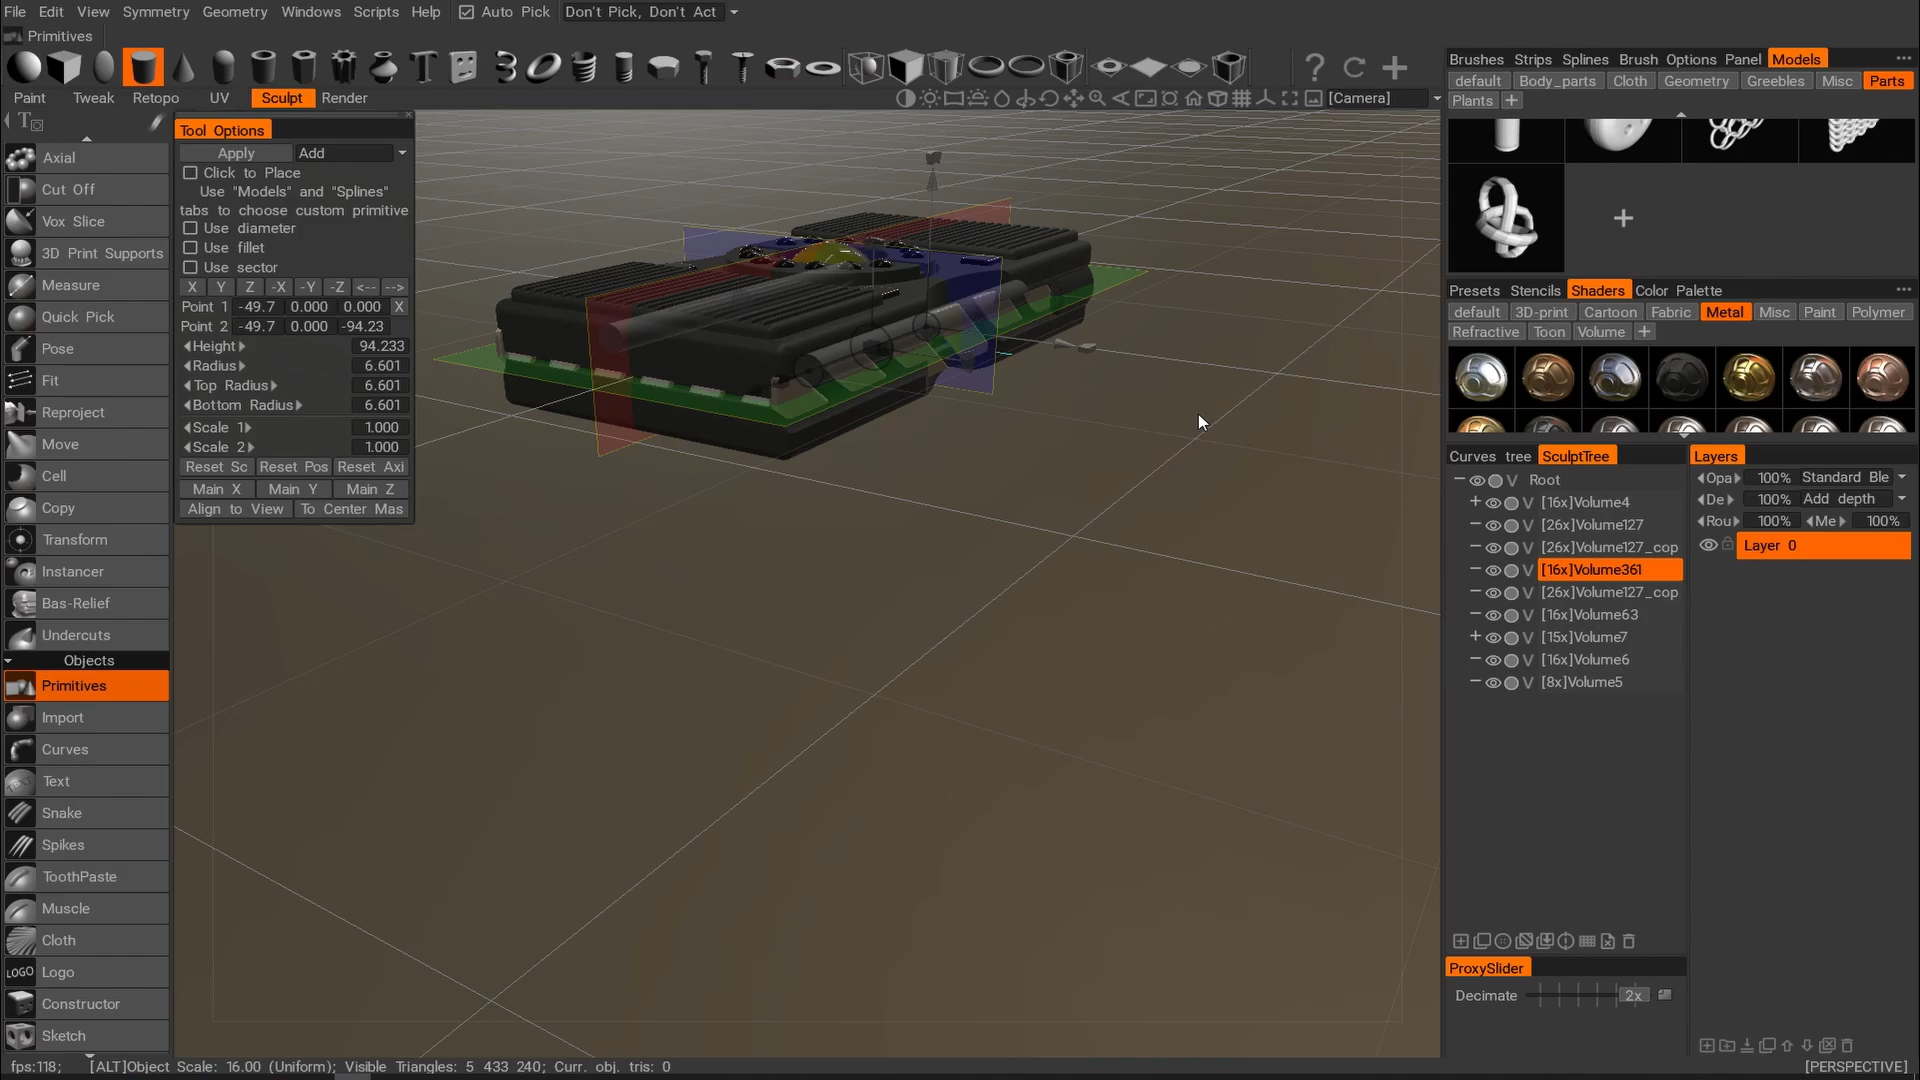 File Edit View Symmetry Geometry Windows Scripts Help Auto Pick Don't Pick, Don't Act
Primitives
Paint Tweak Retopo UV Sculpt Render [Camera]
Tool Options
Apply Add
Click to Place
Use "Models" and "Splines"
tabs to choose custom primitive
Use diameter
Use fillet
Use sector
X Y Z -X -Y -Z <-- -->
Point 1 -49.7 0.000 0.000 X
Point 2 -49.7 0.000 -94.23
Height 94.233
Radius 6.601
Top Radius 6.601
Bottom Radius 6.601
Scale 1 1.000
Scale 2 1.000
Reset Sc Reset Pos Reset Axi
Main X Main Y Main Z
Align to View To Center Mas
Axial
Cut Off
Vox Slice
3D Print Supports
Measure
Quick Pick
Pose
Fit
Reproject
Move
Cell
Copy
Transform
Instancer
Bas-Relief
Undercuts
Objects
Primitives
Import
Curves
Text
Snake
Spikes
ToothPaste
Muscle
Cloth
LOGO Logo
Constructor
Sketch
Brushes Strips Splines Brush Options Panel Models
default Body_parts Cloth Geometry Greebles Misc Parts
Plants +
Presets Stencils Shaders Color Palette
default 3D-print Cartoon Fabric Metal Misc Paint Polymer
Refractive Toon Volume +
Curves tree SculptTree
Root
[16x]Volume4
[26x]Volume127
[26x]Volume127_cop
[16x]Volume361
[26x]Volume127_cop
[16x]Volume63
[15x]Volume7
[16x]Volume6
[8x]Volume5
Layers
Opa 100% Standard Ble
De 100% Add depth
Rou 100% Me 100%
Layer 0
ProxySlider
Decimate 2x
fps:118; [ALT]Object Scale: 16.00 (Uniform); Visible Triangles: 5 433 240; Curr. obj. tris: 0 [PERSPECTIVE]